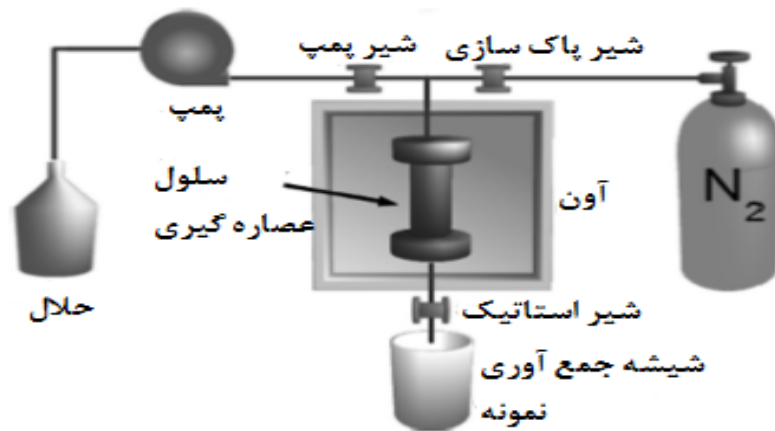 شیر پمپ
شیر پاک سازی
پمپ
سلول
عصاره گیری
آون
N2
حلال
شیر استاتیک
شیشه جمع آوری
نمونه